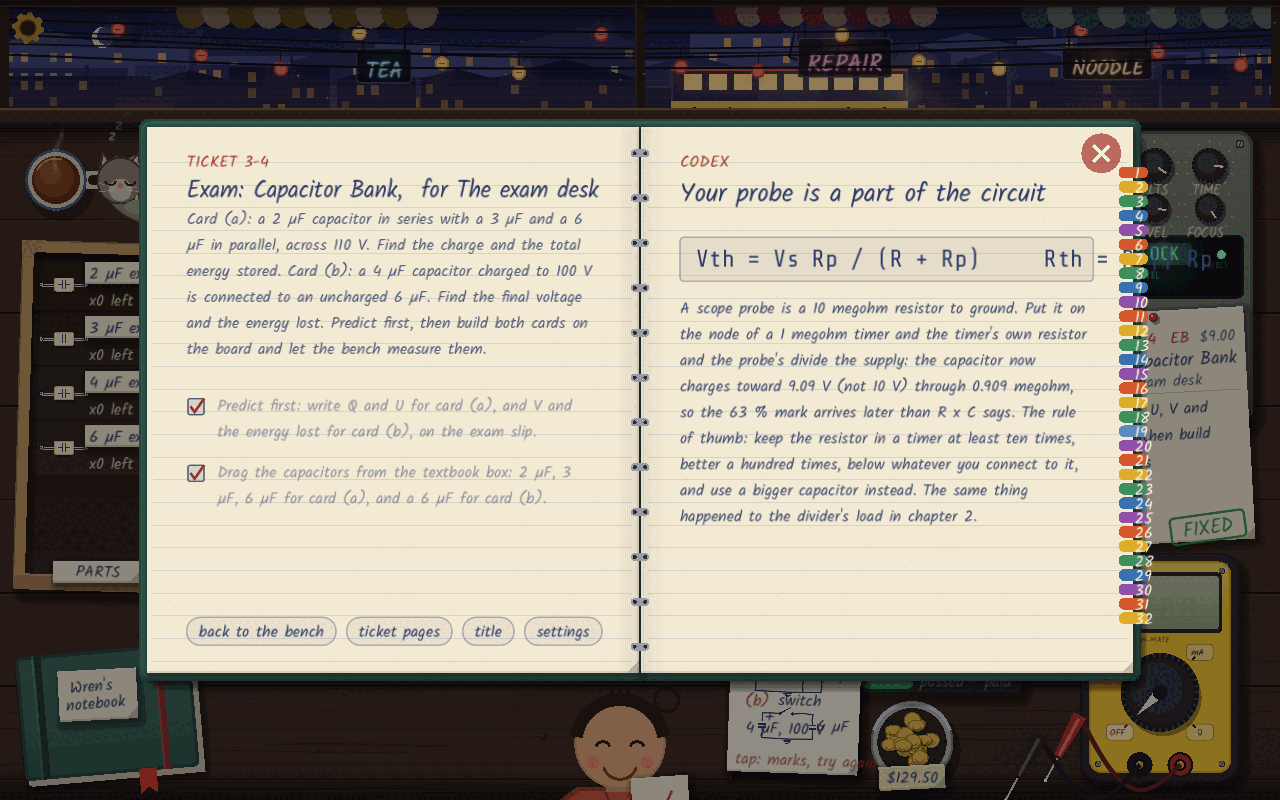 TEA
REPAIR
NOODLE
TICKET 3-4
Exam: Capacitor Bank, for The exam desk
Card (a): a 2 µF capacitor in series with a 3 µF and a 6
µF in parallel, across 110 V. Find the charge and the total
energy stored. Card (b): a 4 µF capacitor charged to 100 V
is connected to an uncharged 6 µF. Find the final voltage
and the energy lost. Predict first, then build both cards on
the board and let the bench measure them.
Predict first: write Q and U for card (a), and V and
the energy lost for card (b), on the exam slip.
Drag the capacitors from the textbook box: 2 µF, 3
µF, 6 µF for card (a), and a 6 µF for card (b).
back to the bench
ticket pages
title
settings
CODEX
Your probe is a part of the circuit
Vth = Vs Rp / (R + Rp) Rth =
A scope probe is a 10 megohm resistor to ground. Put it on
the node of a 1 megohm timer and the timer's own resistor
and the probe's divide the supply: the capacitor now
charges toward 9.09 V (not 10 V) through 0.909 megohm,
so the 63 % mark arrives later than R x C says. The rule
of thumb: keep the resistor in a timer at least ten times,
better a hundred times, below whatever you connect to it,
and use a bigger capacitor instead. The same thing
happened to the divider's load in chapter 2.
1
2
3
4
5
6
7
8
9
10
11
12
13
14
15
16
17
18
19
20
21
22
23
24
25
26
27
28
29
30
31
32
2 µF ex
x0 left
3 µF ex
x0 left
4 µF ex
x0 left
6 µF ex
x0 left
PARTS
TIME
FOCUS
EB $9.00
pacitor Bank
am desk
U, V and
hen build
FIXED
mA
OFF
Ω
Wren's
notebook
(b) switch
4 µF, 100 6 µF
tap: marks, try again
passed paid
$129.50
z
z